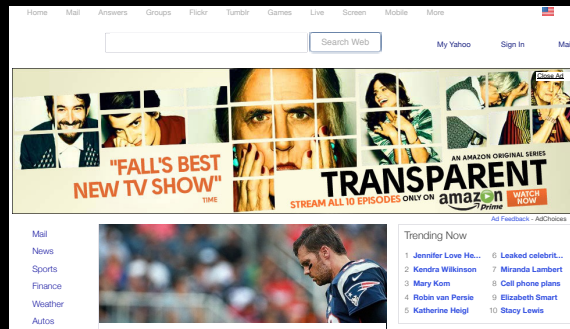 Home Mail Answers Groups Flickr Tumblr Games Live Screen Mobile More
Search Web
My Yahoo Sign In Mai
Close Ad
"FALL'S BEST
NEW TV SHOW"
TIME
AN AMAZON ORIGINAL SERIES
TRANSPARENT
STREAM ALL 10 EPISODES ONLY ON amazon Prime WATCH NOW
Ad Feedback - AdChoices
Mail
News
Sports
Finance
Weather
Autos
Trending Now
1 Jennifer Love He...
2 Kendra Wilkinson
3 Mary Kom
4 Robin van Persie
5 Katherine Heigl
6 Leaked celebrit...
7 Miranda Lambert
8 Cell phone plans
9 Elizabeth Smart
10 Stacy Lewis